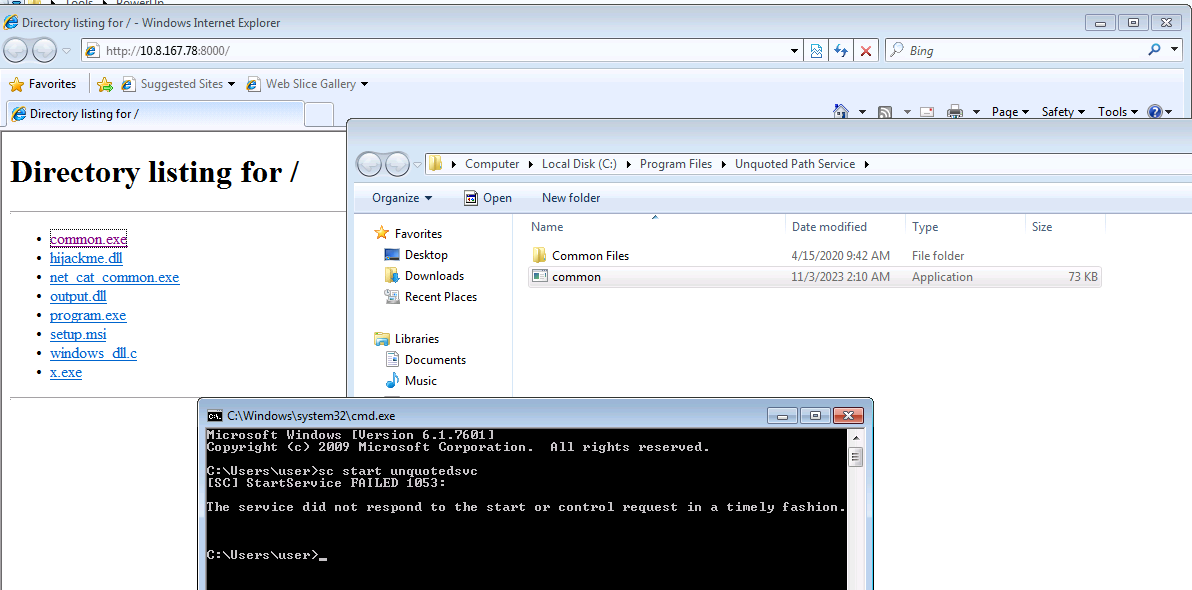 Tools PowerUp
Directory listing for / - Windows Internet Explorer
http://10.8.167.78:8000/
Bing
Favorites
Suggested Sites
Web Slice Gallery
Directory listing for /
Page
Safety
Tools
Directory listing for /
common.exe
hijackme.dll
net_cat_common.exe
output.dll
program.exe
setup.msi
windows_dll.c
x.exe
Computer
Local Disk (C:)
Program Files
Unquoted Path Service
Organize
Open
New folder
Favorites
Desktop
Downloads
Recent Places
Libraries
Documents
Music
Name Date modified Type Size
Common Files 4/15/2020 9:42 AM File folder
common 11/3/2023 2:10 AM Application 73 KB
C:\Windows\system32\cmd.exe
Microsoft Windows [Version 6.1.7601]
Copyright (c) 2009 Microsoft Corporation.  All rights reserved.
C:\Users\user>sc start unquotedsvc
[SC] StartService FAILED 1053:
The service did not respond to the start or control request in a timely fashion.
C:\Users\user>_